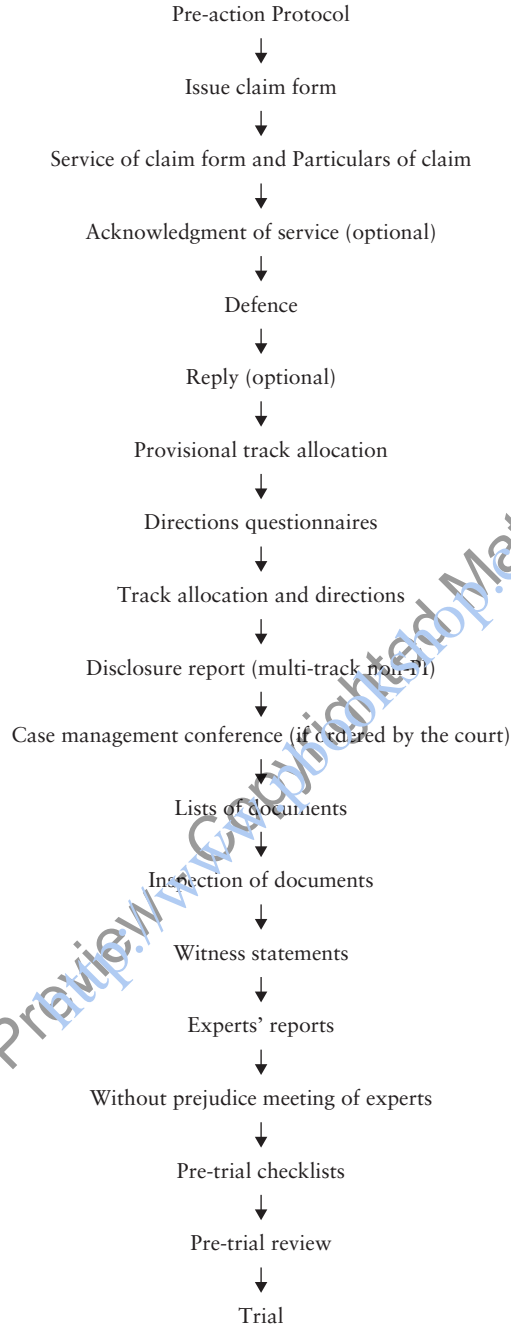 Pre-action Protocol
Issue claim form
Service of claim form and Particulars of claim
Acknowledgment of service (optional)
Defence
Reply (optional)
Provisional track allocation
Directions questionnaires
Track allocation and directions
Disclosure report (multi-track non-PI)
Case management conference (if ordered by the court)
Lists of documents
Inspection of documents
Witness statements
Experts’ reports
Without prejudice meeting of experts
Pre-trial checklists
Pre-trial review
Trial
Preview - Copyrighted